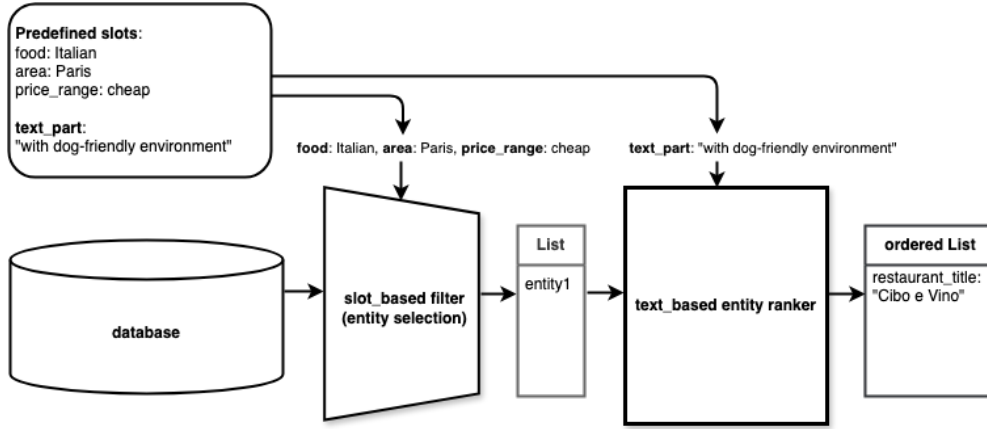 Predefined slots:
food: Italian
area: Paris
price_range: cheap
text_part:
"with dog-friendly environment"
food: Italian, area: Paris, price_range: cheap
text_part: "with dog-friendly environment"
database
slot_based filter
(entity selection)
List
entity1
text_based entity ranker
ordered List
restaurant_title:
"Cibo e Vino"